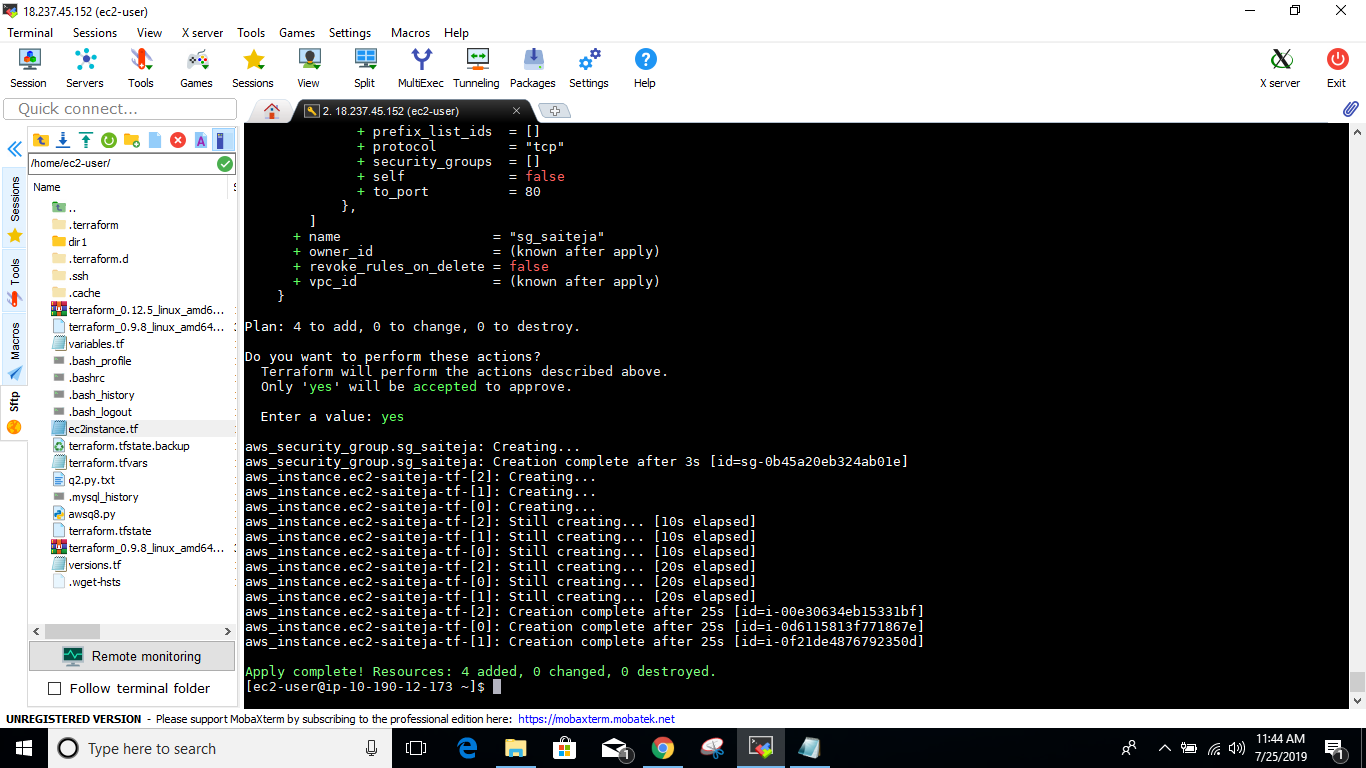 18.237.45.152 (ec2-user)
Terminal Sessions View X server Tools Games Settings Macros Help
Session Servers Tools Games Sessions View Split MultiExec Tunneling Packages Settings Help X server Exit
Quick connect...
2. 18.237.45.152 (ec2-user)
/home/ec2-user/
Name
Sessions
Tools
Macros
Sftp
..
.terraform
dir1
.terraform.d
.ssh
.cache
terraform_0.12.5_linux_amd6...
terraform_0.9.8_linux_amd64...
variables.tf
.bash_profile
.bashrc
.bash_history
.bash_logout
ec2instance.tf
terraform.tfstate.backup
terraform.tfvars
q2.py.txt
.mysql_history
awsq8.py
terraform.tfstate
terraform_0.9.8_linux_amd64...
versions.tf
.wget-hsts
Remote monitoring
Follow terminal folder
+ prefix_list_ids = []
+ protocol = "tcp"
+ security_groups = []
+ self = false
+ to_port = 80
},
]
+ name = "sg_saiteja"
+ owner_id = (known after apply)
+ revoke_rules_on_delete = false
+ vpc_id = (known after apply)
}
Plan: 4 to add, 0 to change, 0 to destroy.
Do you want to perform these actions?
Terraform will perform the actions described above.
Only 'yes' will be accepted to approve.
Enter a value: yes
aws_security_group.sg_saiteja: Creating...
aws_security_group.sg_saiteja: Creation complete after 3s [id=sg-0b45a20eb324ab01e]
aws_instance.ec2-saiteja-tf-[2]: Creating...
aws_instance.ec2-saiteja-tf-[1]: Creating...
aws_instance.ec2-saiteja-tf-[0]: Creating...
aws_instance.ec2-saiteja-tf-[2]: Still creating... [10s elapsed]
aws_instance.ec2-saiteja-tf-[1]: Still creating... [10s elapsed]
aws_instance.ec2-saiteja-tf-[0]: Still creating... [10s elapsed]
aws_instance.ec2-saiteja-tf-[2]: Still creating... [20s elapsed]
aws_instance.ec2-saiteja-tf-[0]: Still creating... [20s elapsed]
aws_instance.ec2-saiteja-tf-[1]: Still creating... [20s elapsed]
aws_instance.ec2-saiteja-tf-[2]: Creation complete after 25s [id=i-00e30634eb15331bf]
aws_instance.ec2-saiteja-tf-[0]: Creation complete after 25s [id=i-0d6115813f771867e]
aws_instance.ec2-saiteja-tf-[1]: Creation complete after 25s [id=i-0f21de4876792350d]
Apply complete! Resources: 4 added, 0 changed, 0 destroyed.
[ec2-user@ip-10-190-12-173 ~]$
UNREGISTERED VERSION - Please support MobaXterm by subscribing to the professional edition here: https://mobaxterm.mobatek.net
Type here to search
1
11:44 AM
7/25/2019
1